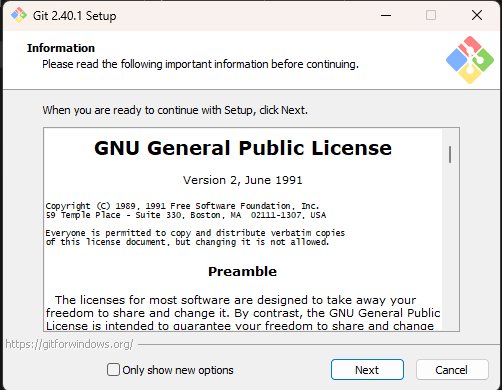 Git 2.40.1 Setup
Information
Please read the following important information before continuing.
When you are ready to continue with Setup, click Next.
GNU General Public License
Version 2, June 1991
Copyright (C) 1989, 1991 Free Software Foundation, Inc.
59 Temple Place - Suite 330, Boston, MA  02111-1307, USA
Everyone is permitted to copy and distribute verbatim copies
of this license document, but changing it is not allowed.
Preamble
The licenses for most software are designed to take away your
freedom to share and change it. By contrast, the GNU General Public
License is intended to guarantee your freedom to share and change
https://gitforwindows.org/
Only show new options
Next
Cancel